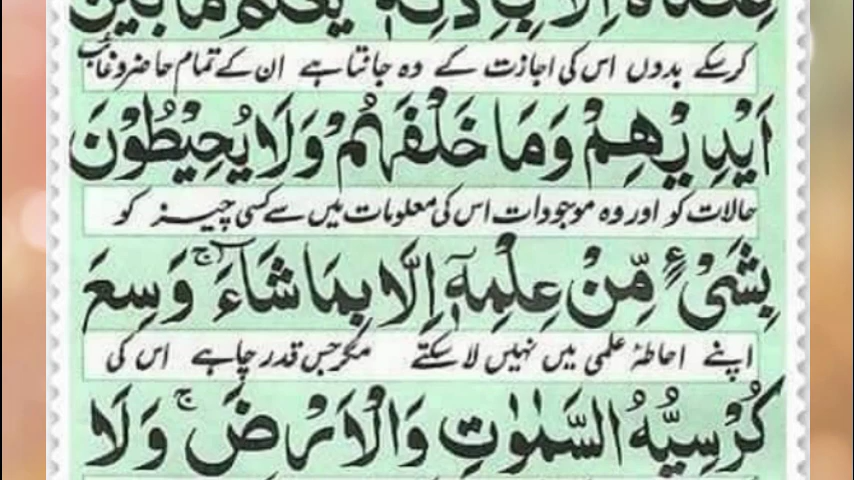 عِنْدَهٗۤ اِلَّا بِاِذْنِهٖ یَعْلَمُ مَا بَیْنَ
کرسکے بدوں اس کی اجازت کے وہ جانتا ہے ان کے تمام حاضر و غائب
اَیْدِیْهِمْ وَمَا خَلْفَهُمْ وَلَا یُحِیْطُوْنَ
حالات کو اور وہ موجودات اس کی معلومات میں سے کسی چیز کو
بِشَیْءٍ مِّنْ عِلْمِهٖۤ اِلَّا بِمَا شَآءَ ۚ وَسِعَ
اپنے احاطۂ علمی میں نہیں لا سکتے مگر جس قدر چاہے اس کی
کُرْسِیُّهُ السَّمٰوٰتِ وَالْاَرْضَ ۚ وَلَا